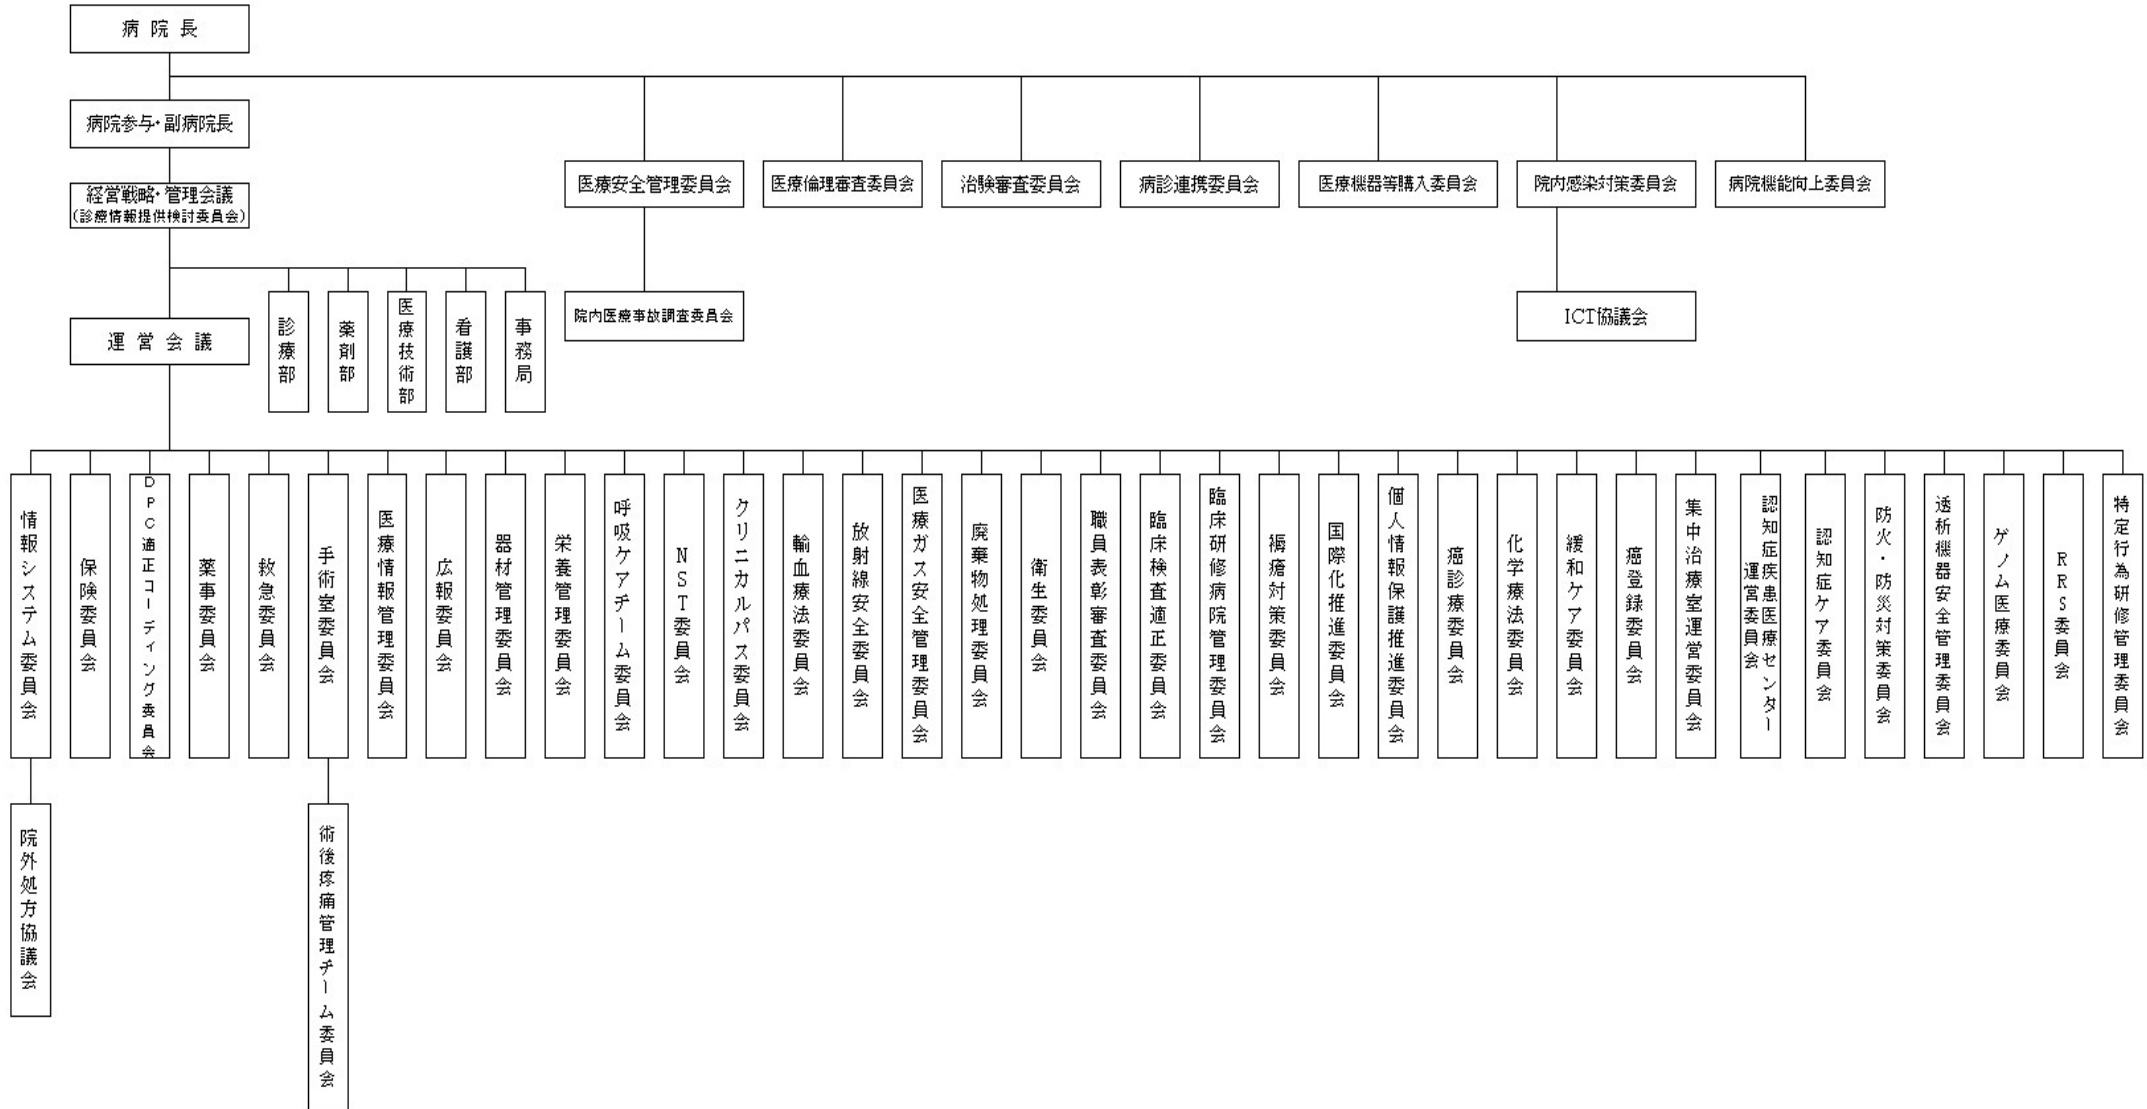 病院長
病院参与・副病院長
経営戦略・管理会議
(診療情報提供検討委員会)
医療安全管理委員会
医療倫理審査委員会
治験審査委員会
病診連携委員会
医療機器等購入委員会
院内感染対策委員会
病院機能向上委員会
運営会議
診療部
薬剤部
医療技術部
看護部
事務局
院内医療事故調査委員会
ICT協議会
情報システム委員会
保険委員会
DPC適正コーディング委員会
薬事委員会
救急委員会
手術室委員会
医療情報管理委員会
広報委員会
器材管理委員会
栄養管理委員会
呼吸ケアチーム委員会
NST委員会
クリニカルパス委員会
輸血療法委員会
放射線安全委員会
医療ガス安全管理委員会
廃棄物処理委員会
衛生委員会
職員表彰審査委員会
臨床検査適正委員会
臨床研修病院管理委員会
褥瘡対策委員会
国際化推進委員会
個人情報保護推進委員会
癌診療委員会
化学療法委員会
緩和ケア委員会
癌登録委員会
集中治療室運営委員会
認知症疾患医療センター
運営委員会
認知症ケア委員会
防火・防災対策委員会
透析機器安全管理委員会
ゲノム医療委員会
RRS委員会
特定行為研修管理委員会
院外処方協議会
術後疼痛管理チーム委員会